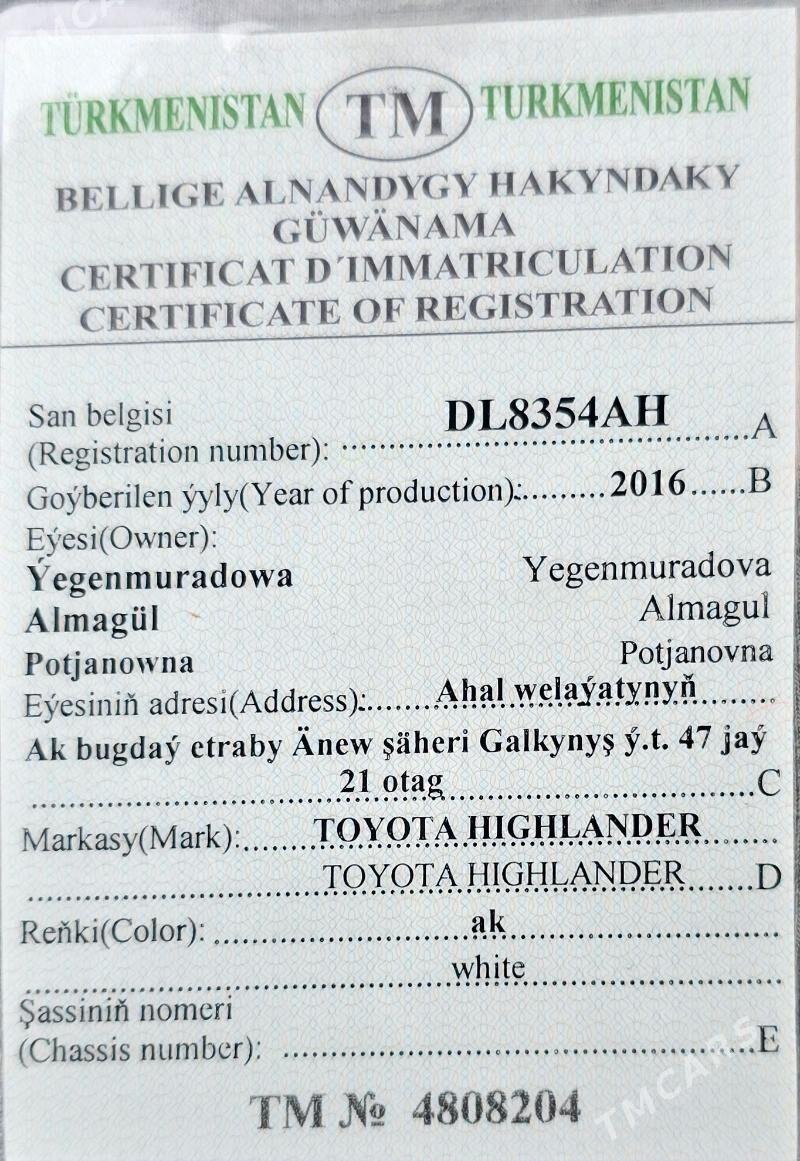 TÜRKMENISTAN TM TURKMENISTAN
BELLIGE ALNANDYGY HAKYNDAKY
GÜWÄNAMA
CERTIFICAT D´IMMATRICULATION
CERTIFICATE OF REGISTRATION
San belgisi DL8354AH
(Registration number): A
Goýberilen ýyly(Year of production): 2016 B
Eýesi(Owner):
Ýegenmuradowa Yegenmuradova
Almagül Almagul
Potjanowna Potjanovna
Eýesiniň adresi(Address): Ahal welaýatynyň
Ak bugdaý etraby Änew şäheri Galkynyş ý.t. 47 jaý
21 otag C
Markasy(Mark): TOYOTA HIGHLANDER
TOYOTA HIGHLANDER D
Reňki(Color): ak
white
Şassiniň nomeri
(Chassis number): E
TM № 4808204
TMCARS